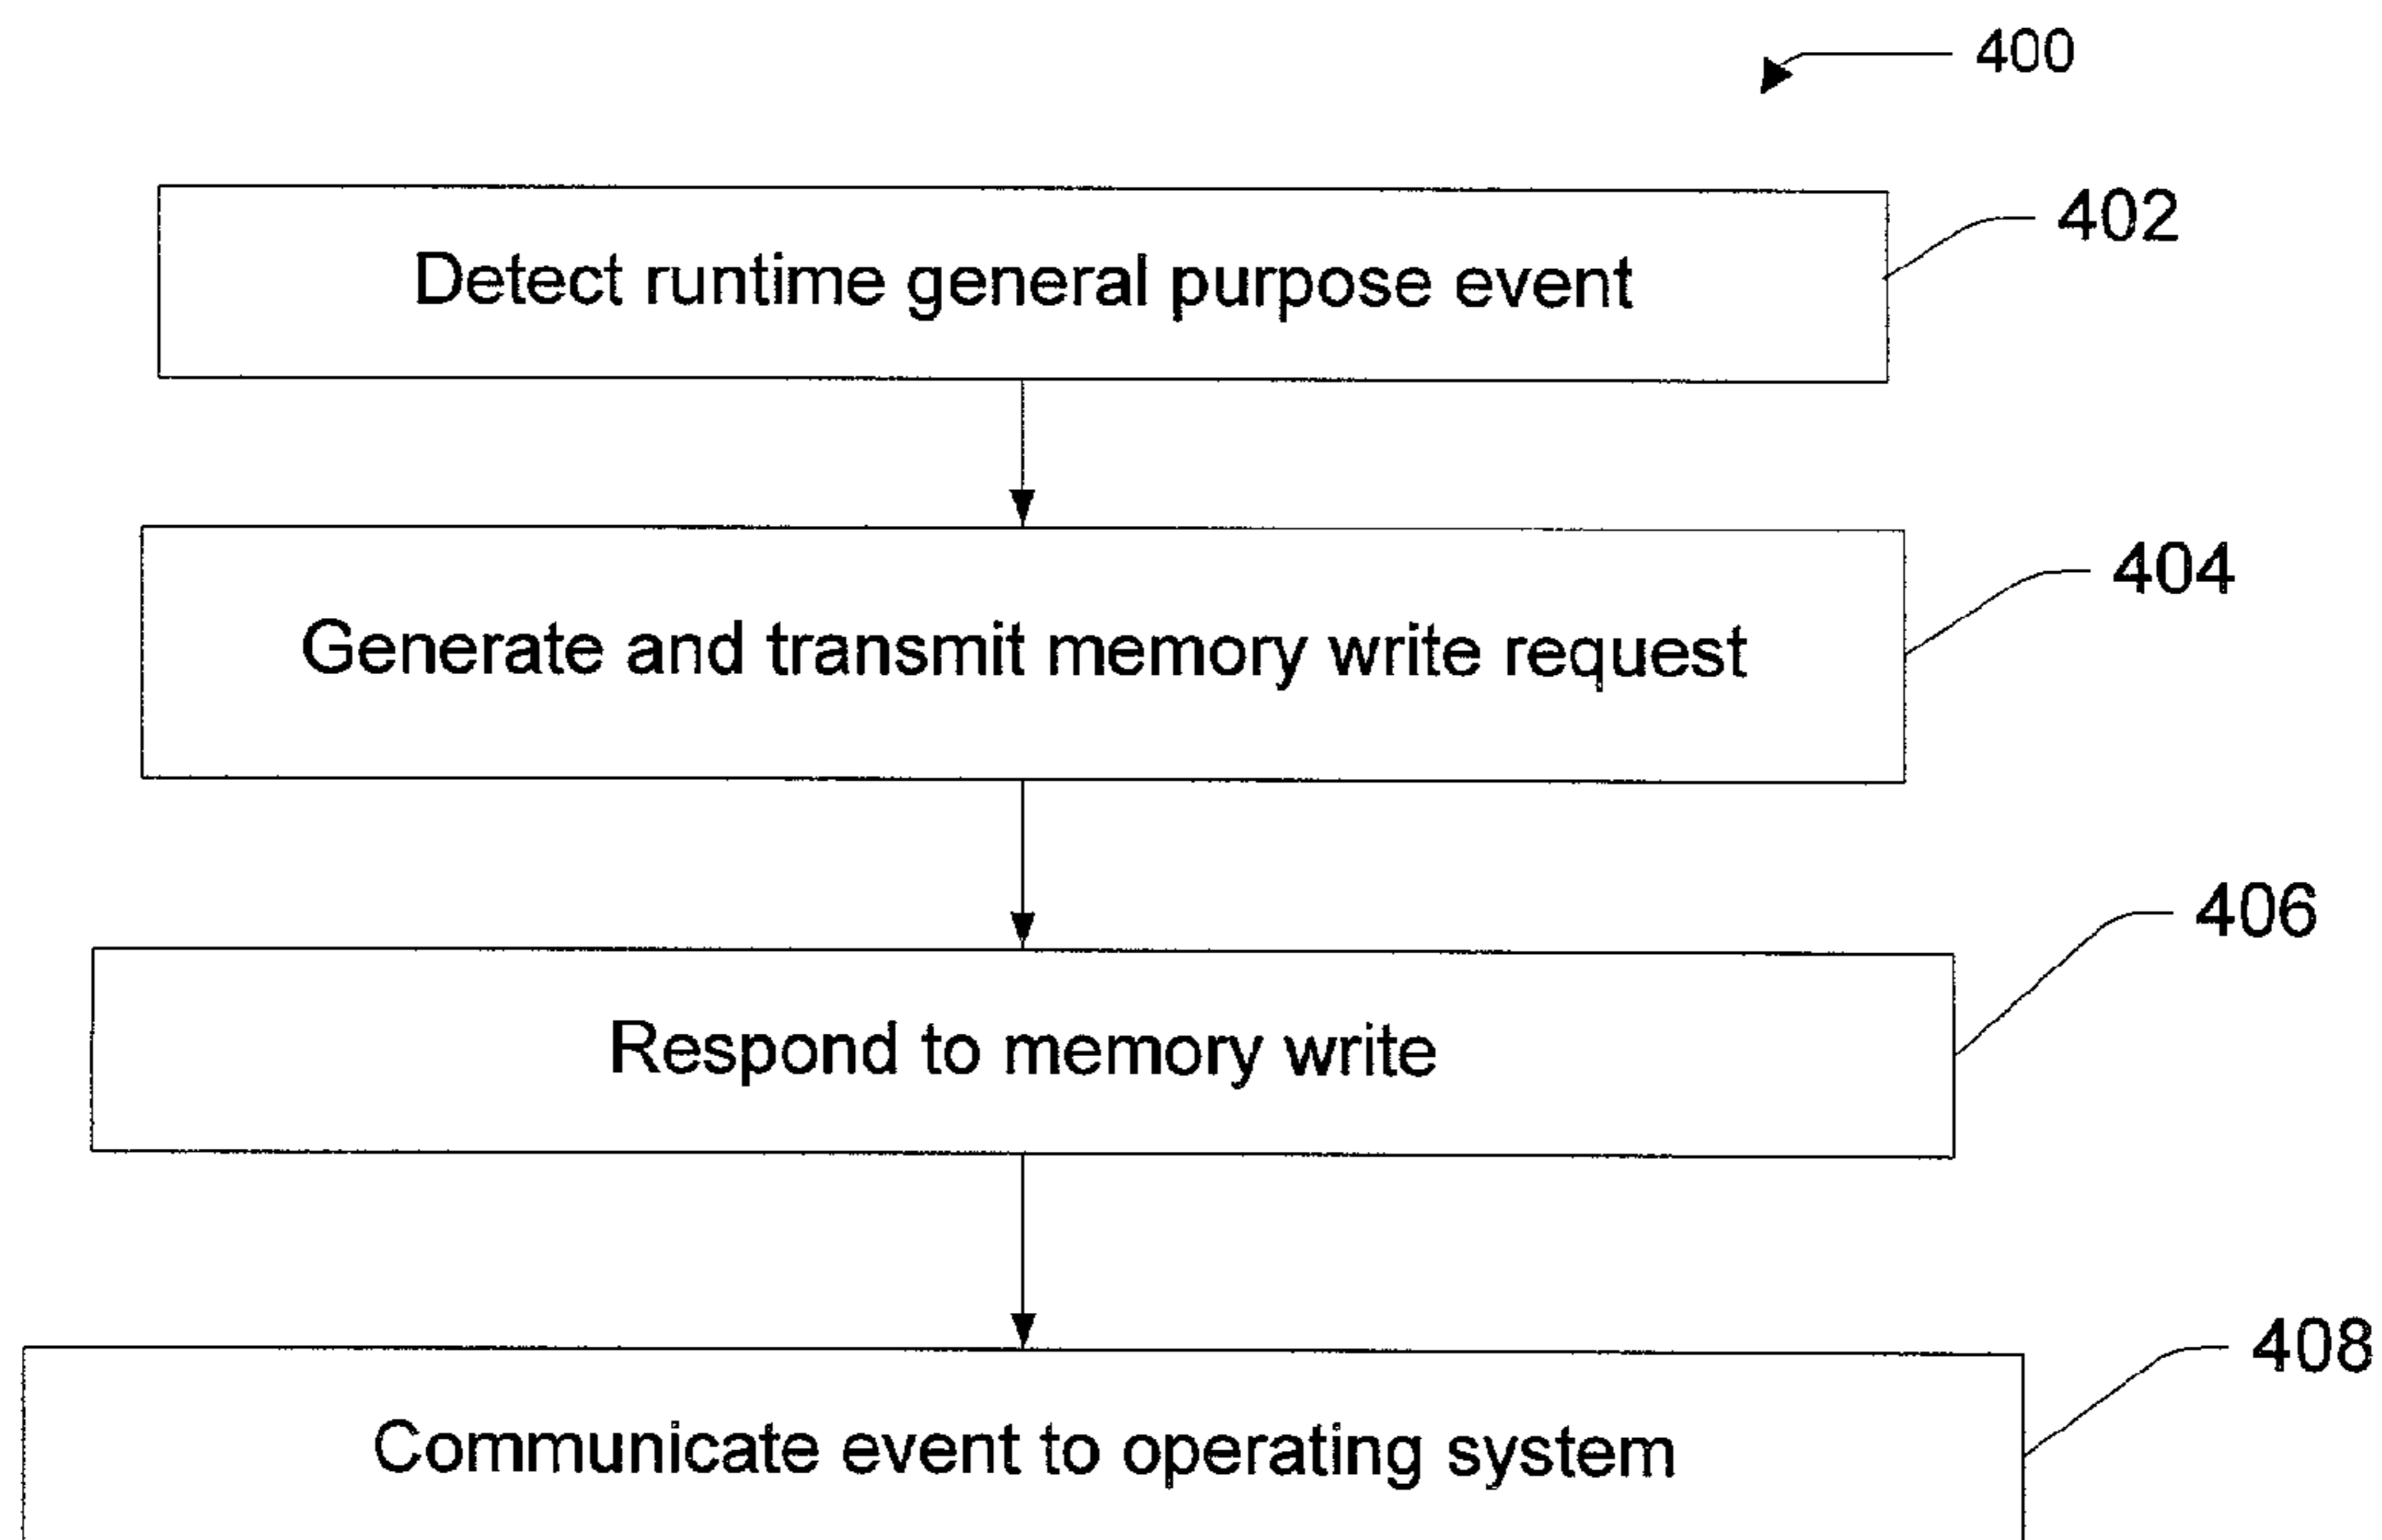 400
402
Detect runtime general purpose event
404
Generate and transmit memory write request
406
Respond to memory write
408
Communicate event to operating system